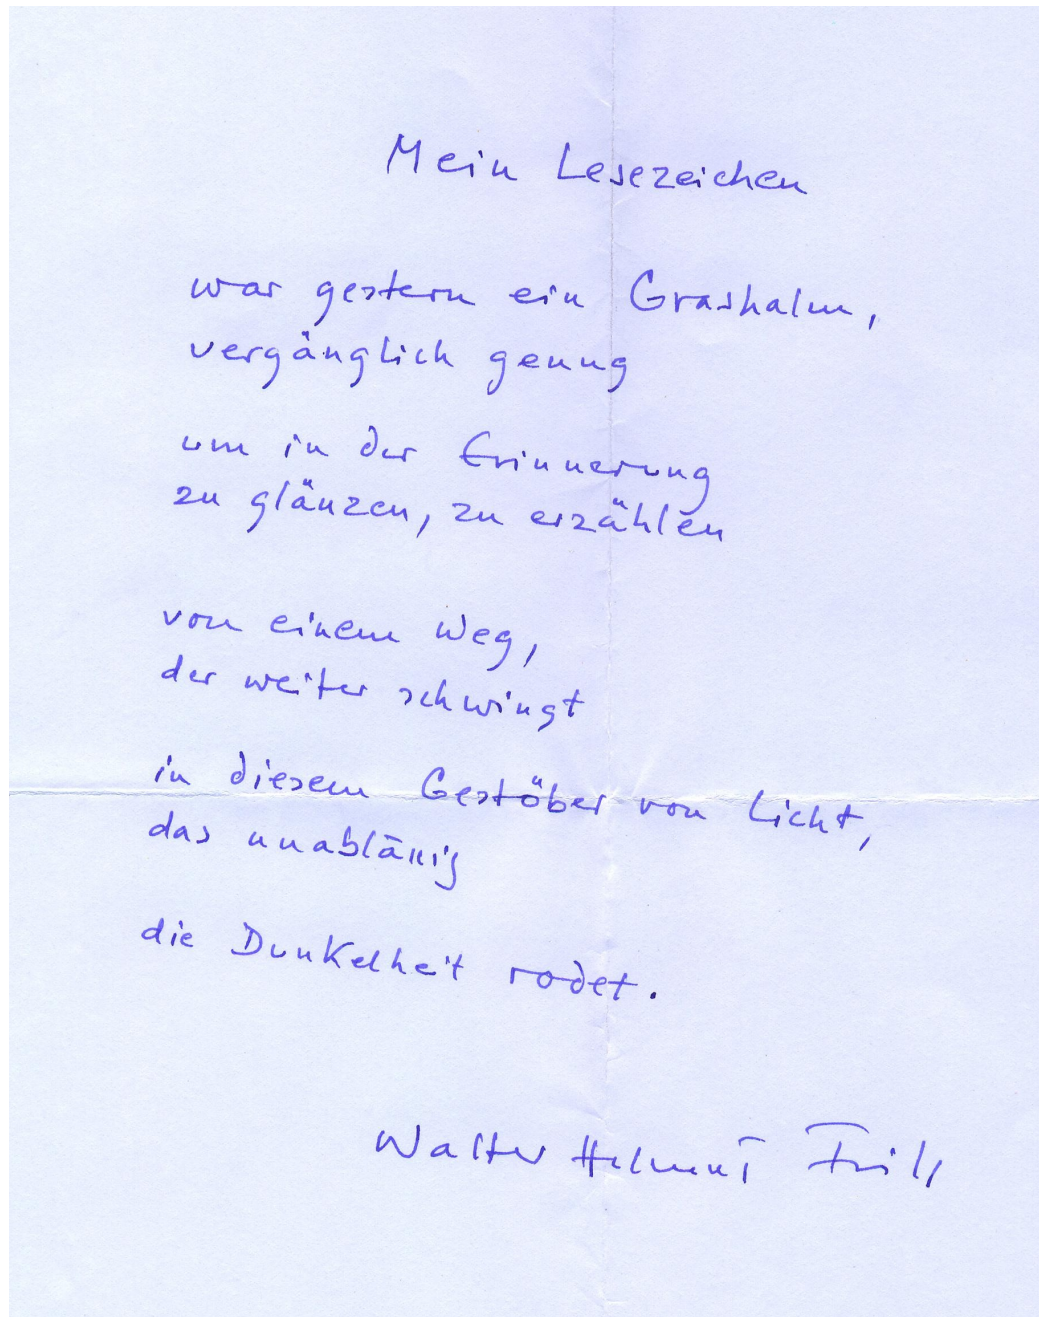 Mein Lesezeichen
war gestern ein Grashalm,
vergänglich genug
um in der Erinnerung
zu glänzen, zu erzählen
von einem Weg,
der weiter schwingt
in diesem Gestöber von Licht,
das unablässig
die Dunkelheit rodet.
Walter Helmut Fritz